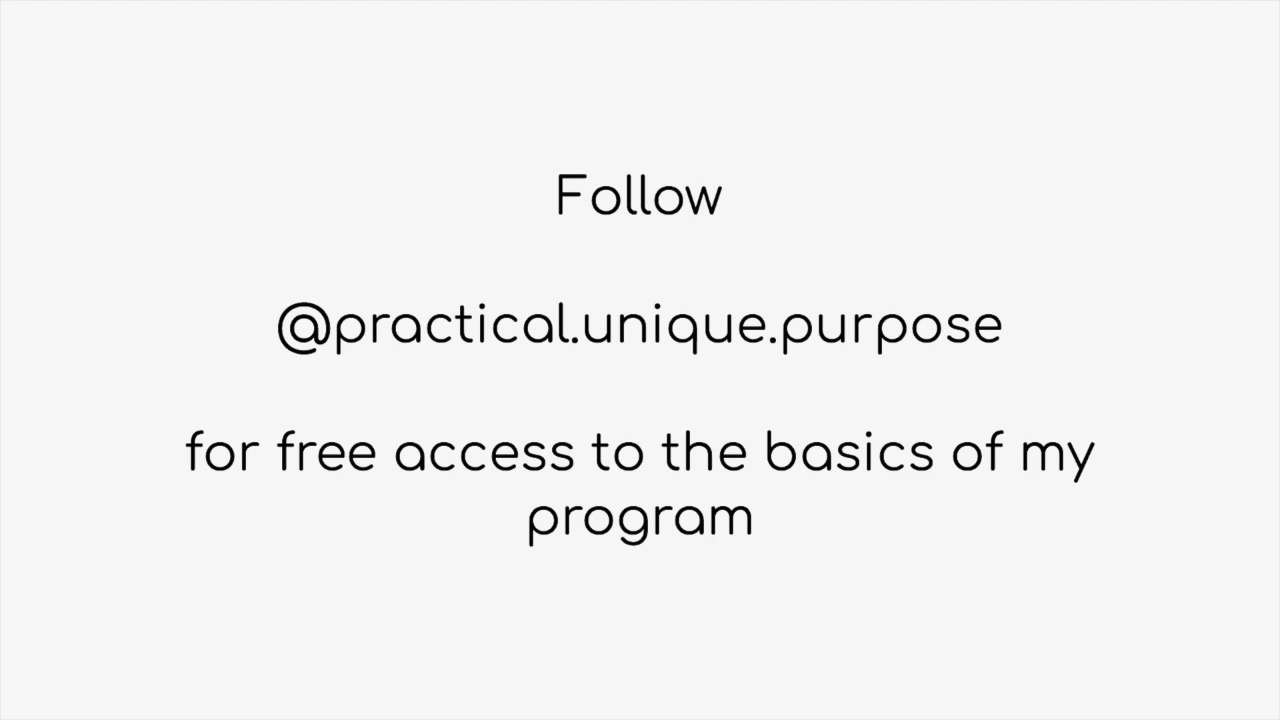 Follow
@practical.unique.purpose
for free access to the basics of my
program